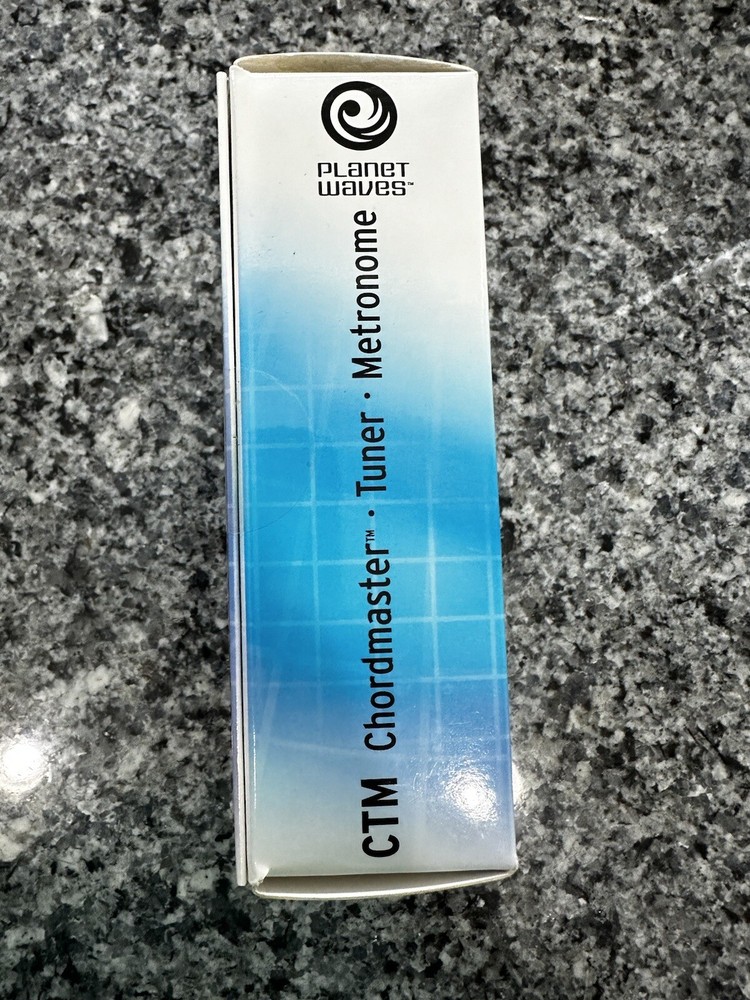 PLANET
WAVES™
CTM Chordmaster™ · Tuner · Metronome